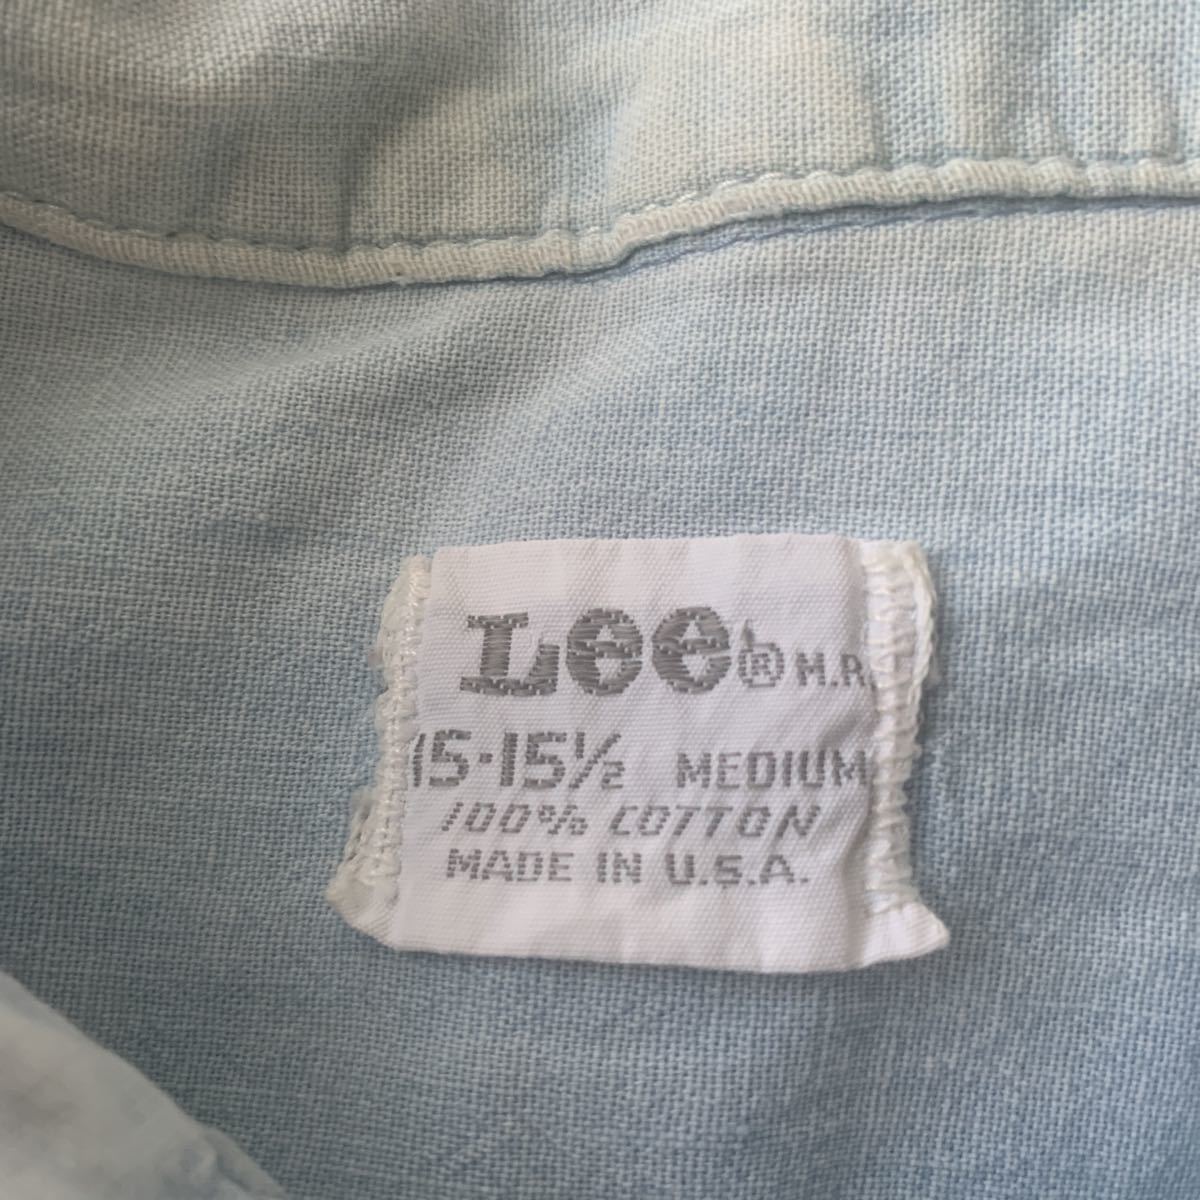 Lee ® M.R.
15-15½ MEDIUM
100% COTTON
MADE IN U.S.A.